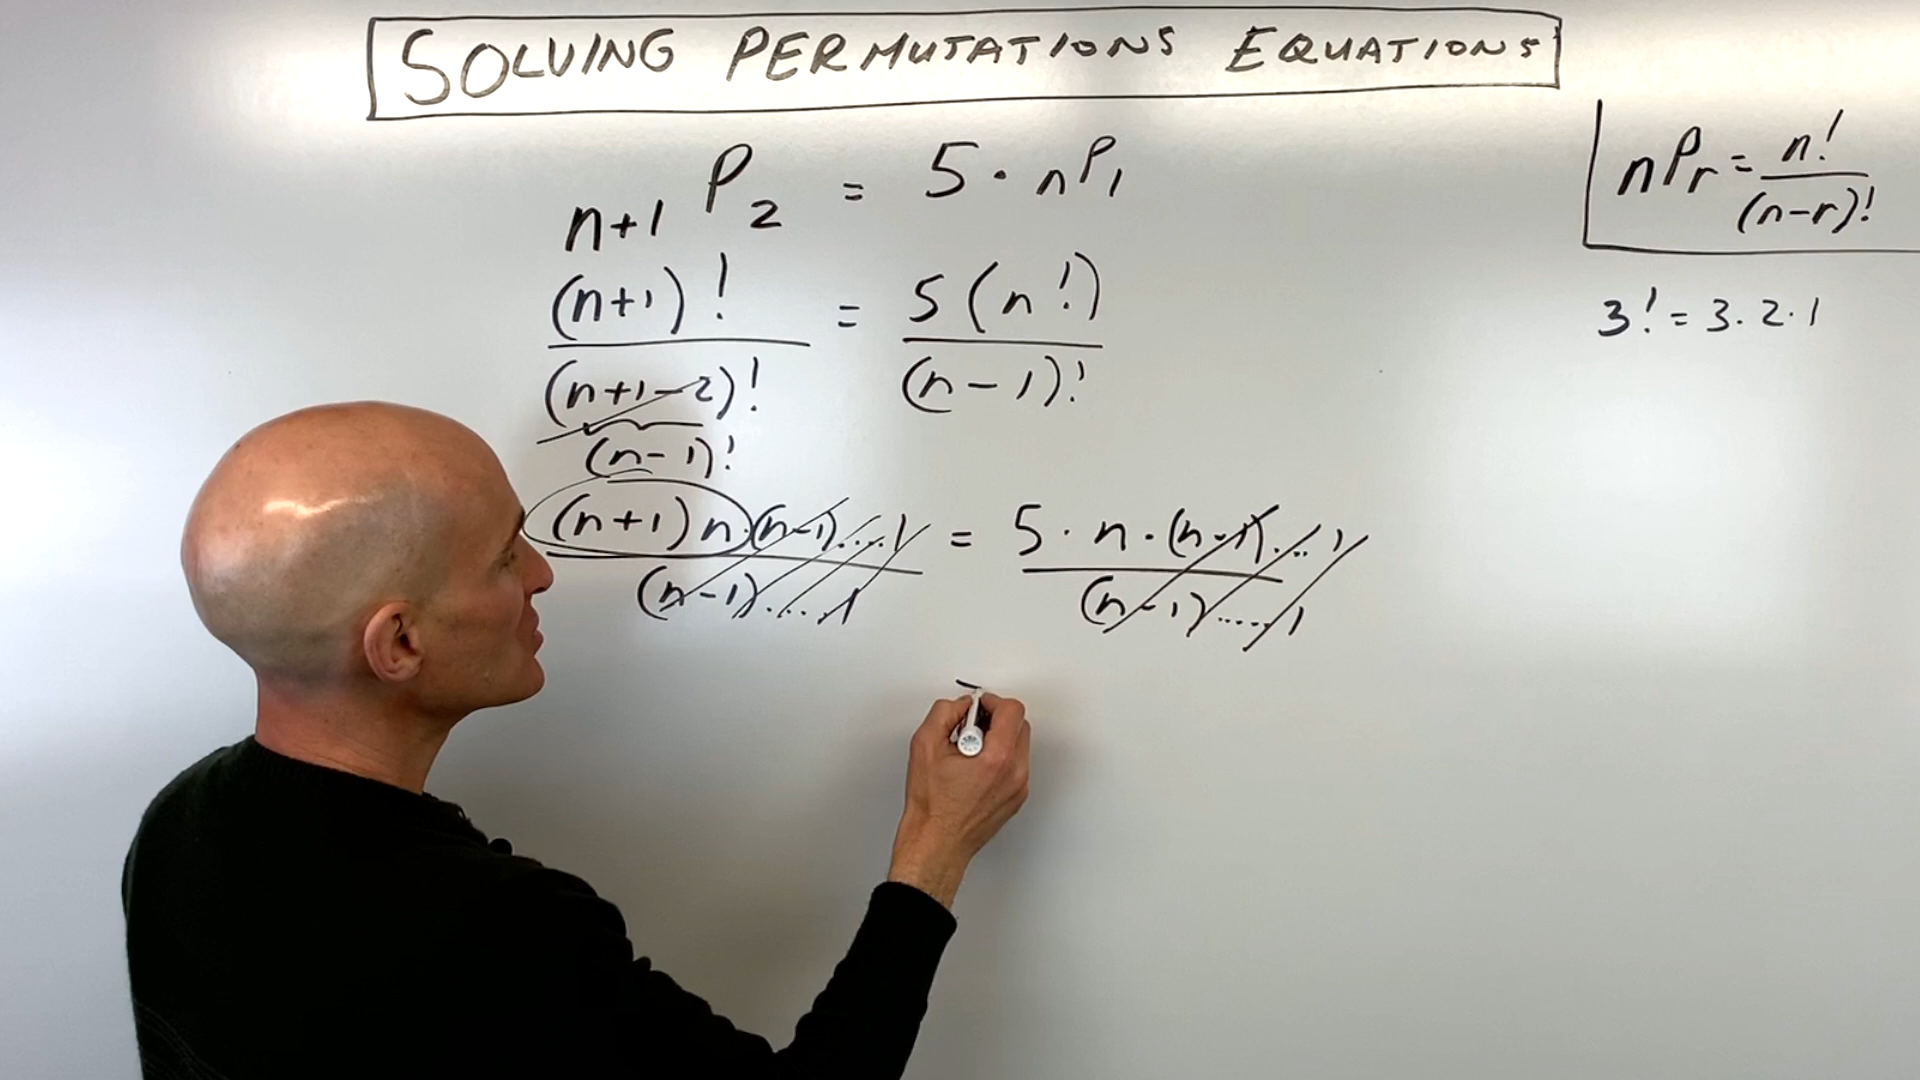 SOLVING PERMUTATIONS EQUATIONS
n+1 P 2 = 5 · nP1
(n+1)! / (n+1-2)! = 5(n!) / (n-1)!
(n-1)!
(n+1)n·(n-1)....1 / (n-1)....1 = 5·n·(n-1)...1 / (n-1).....1
nPr = n! / (n-r)!
3! = 3.2.1